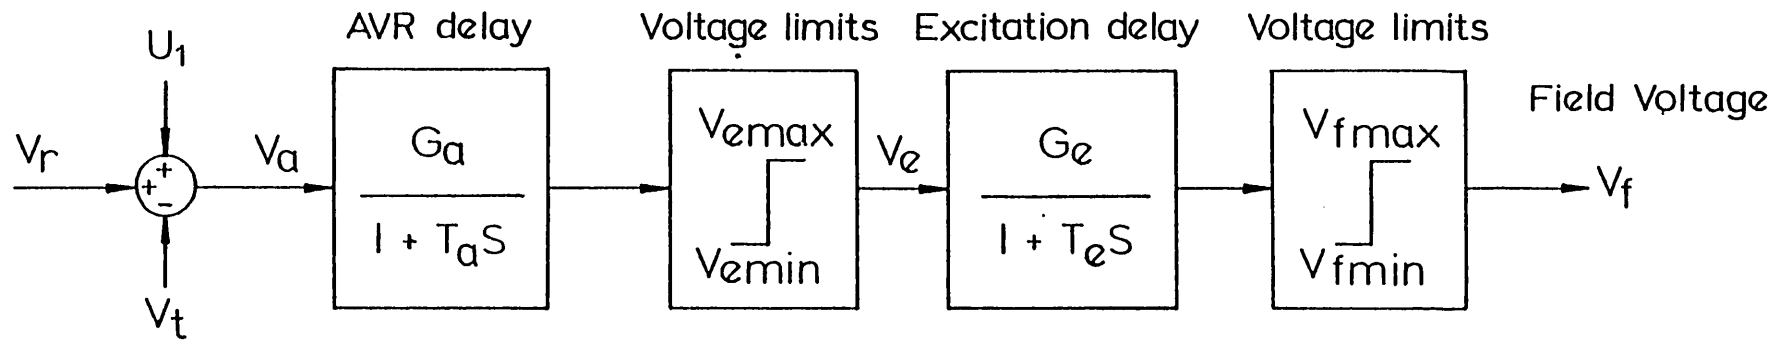 AVR delay
Voltage limits
Excitation delay
Voltage limits
U1
Field Voltage
Vr
+
+
-
Va
Ga
1 + TaS
Vemax
Vemin
Ve
Ge
1 + TeS
Vfmax
Vfmin
Vf
Vt